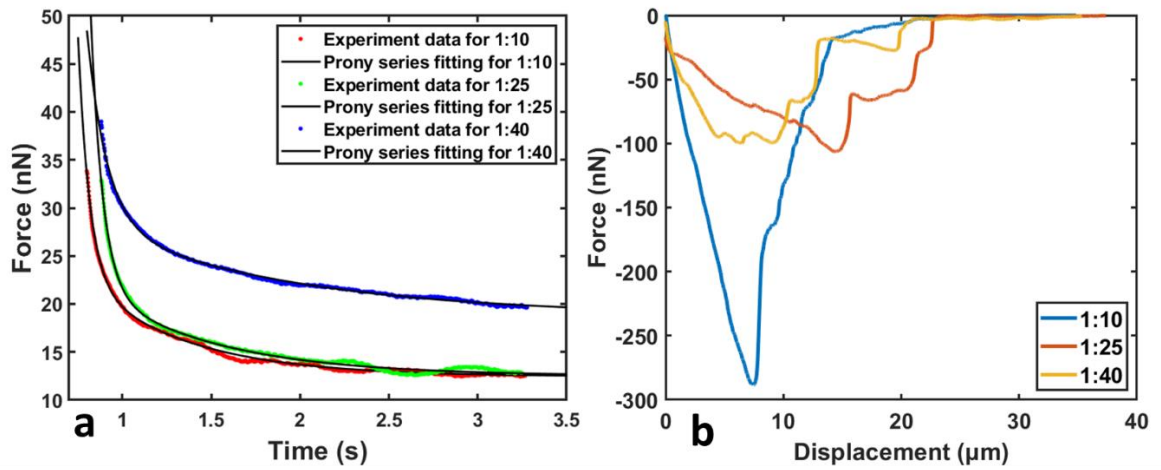 50
45
40
35
30
25
20
15
10
Force (nN)
Experiment data for 1:10
Prony series fitting for 1:10
Experiment data for 1:25
Prony series fitting for 1:25
Experiment data for 1:40
Prony series fitting for 1:40
1
1.5
2
2.5
3
3.5
Time (s)
a
0
-50
-100
-150
-200
-250
-300
Force (nN)
1:10
1:25
1:40
0
10
20
30
40
Displacement (µm)
b